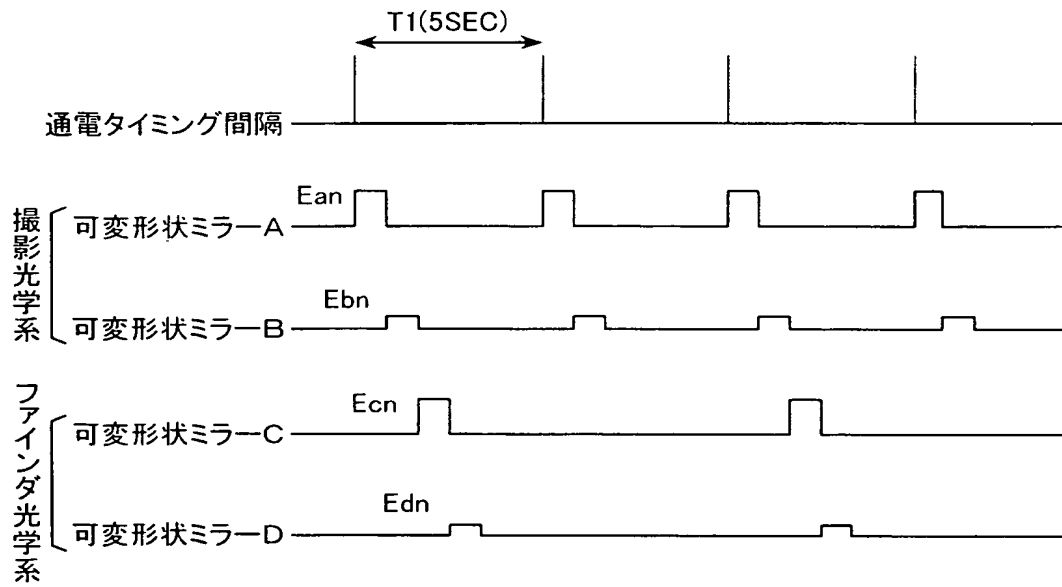 T1(5SEC)
通電タイミング間隔
撮影光学系
Ean
可変形状ミラーA
Ebn
可変形状ミラーB
ファインダ光学系
Ecn
可変形状ミラーC
Edn
可変形状ミラーD